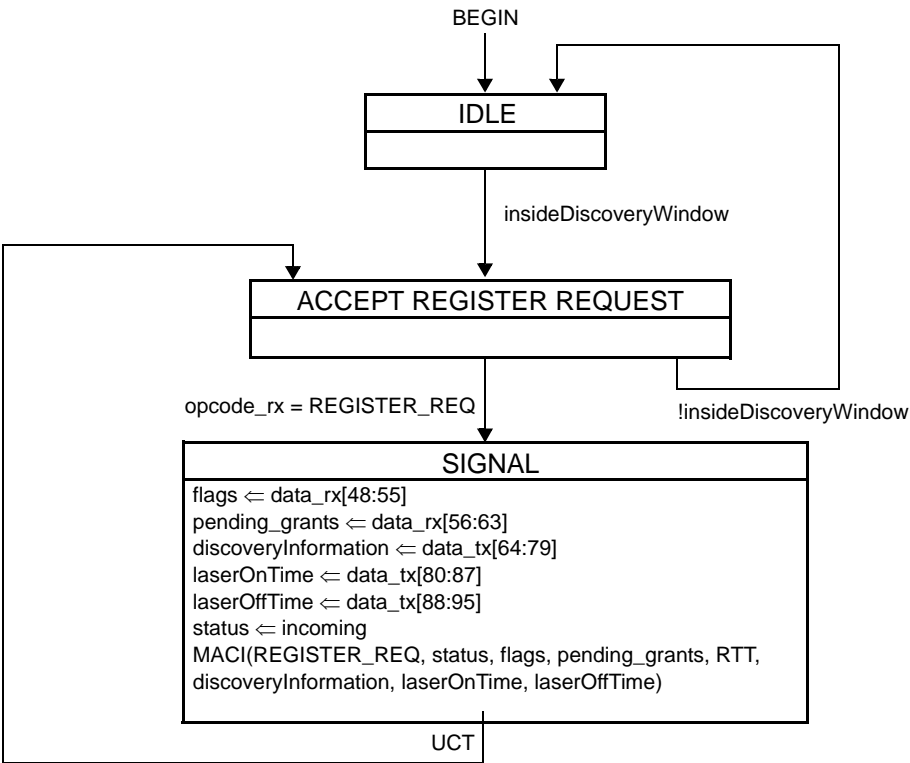 BEGIN
IDLE
insideDiscoveryWindow
ACCEPT REGISTER REQUEST
opcode_rx = REGISTER_REQ
!insideDiscoveryWindow
SIGNAL
flags ⇐ data_rx[48:55]
pending_grants ⇐ data_rx[56:63]
discoveryInformation ⇐ data_tx[64:79]
laserOnTime ⇐ data_tx[80:87]
laserOffTime ⇐ data_tx[88:95]
status ⇐ incoming
MACI(REGISTER_REQ, status, flags, pending_grants, RTT,
discoveryInformation, laserOnTime, laserOffTime)
UCT